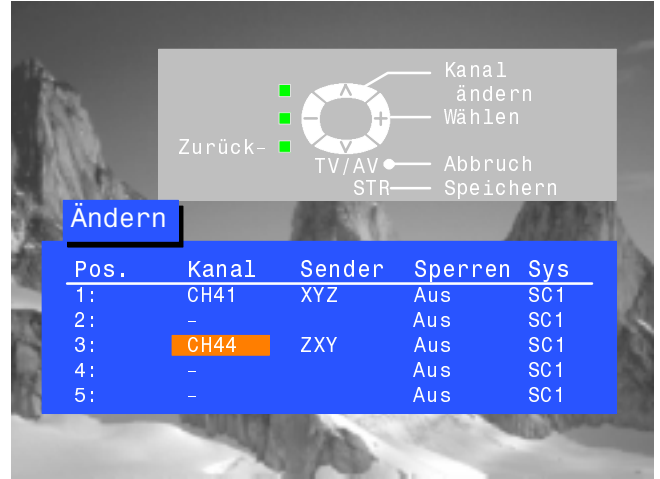 Kanal
ändern
Wählen
Zurück-
TV/AV Abbruch
STR Speichern
Ändern
Pos. Kanal Sender Sperren Sys
1: CH41 XYZ Aus SC1
2: - Aus SC1
3: CH44 ZXY Aus SC1
4: - Aus SC1
5: - Aus SC1